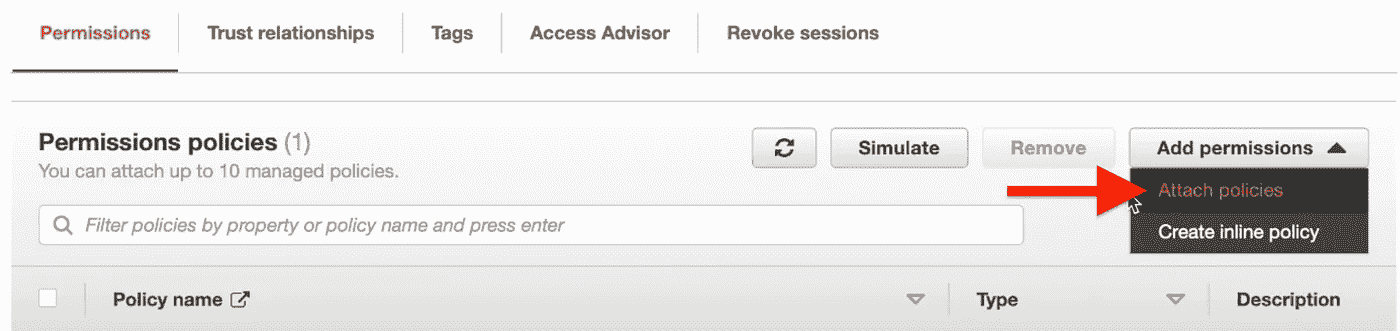 Permissions Trust relationships Tags Access Advisor Revoke sessions
Permissions policies (1)
You can attach up to 10 managed policies.
Simulate Remove Add permissions
Attach policies
Create inline policy
Filter policies by property or policy name and press enter
Policy name Type Description